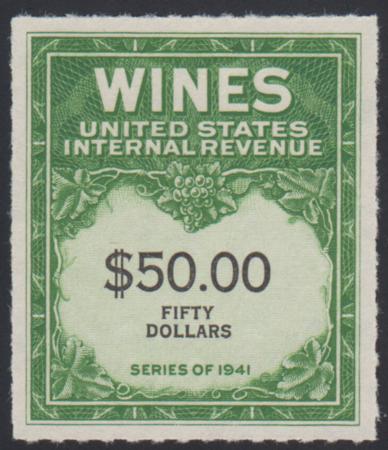 WINES
UNITED STATES
INTERNAL REVENUE
$50.00
FIFTY
DOLLARS
SERIES OF 1941